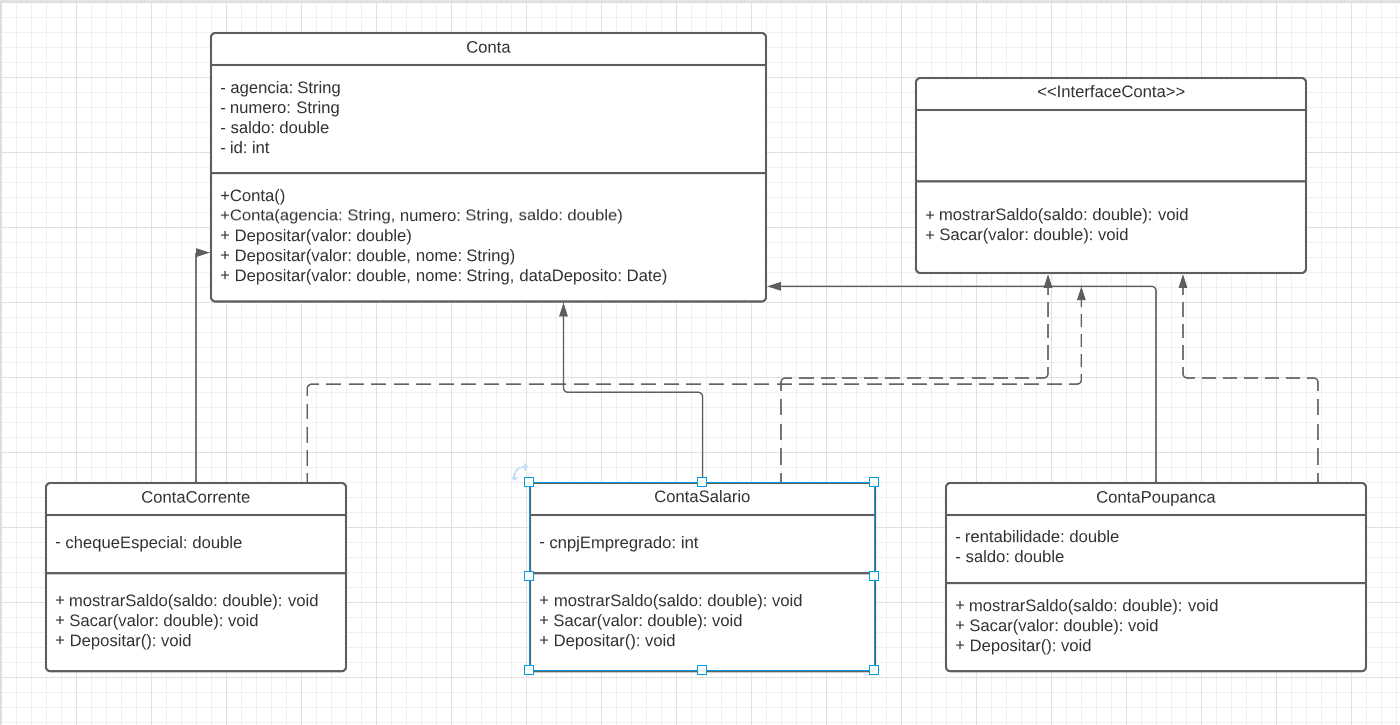 Conta
- agencia: String
- numero: String
- saldo: double
- id: int
+Conta()
+Conta(agencia: String, numero: String, saldo: double)
+ Depositar(valor: double)
+ Depositar(valor: double, nome: String)
+ Depositar(valor: double, nome: String, dataDeposito: Date)
<<InterfaceConta>>
+ mostrarSaldo(saldo: double): void
+ Sacar(valor: double): void
ContaCorrente
- chequeEspecial: double
+ mostrarSaldo(saldo: double): void
+ Sacar(valor: double): void
+ Depositar(): void
ContaSalario
- cnpjEmpregrado: int
+ mostrarSaldo(saldo: double): void
+ Sacar(valor: double): void
+ Depositar(): void
ContaPoupanca
- rentabilidade: double
- saldo: double
+ mostrarSaldo(saldo: double): void
+ Sacar(valor: double): void
+ Depositar(): void